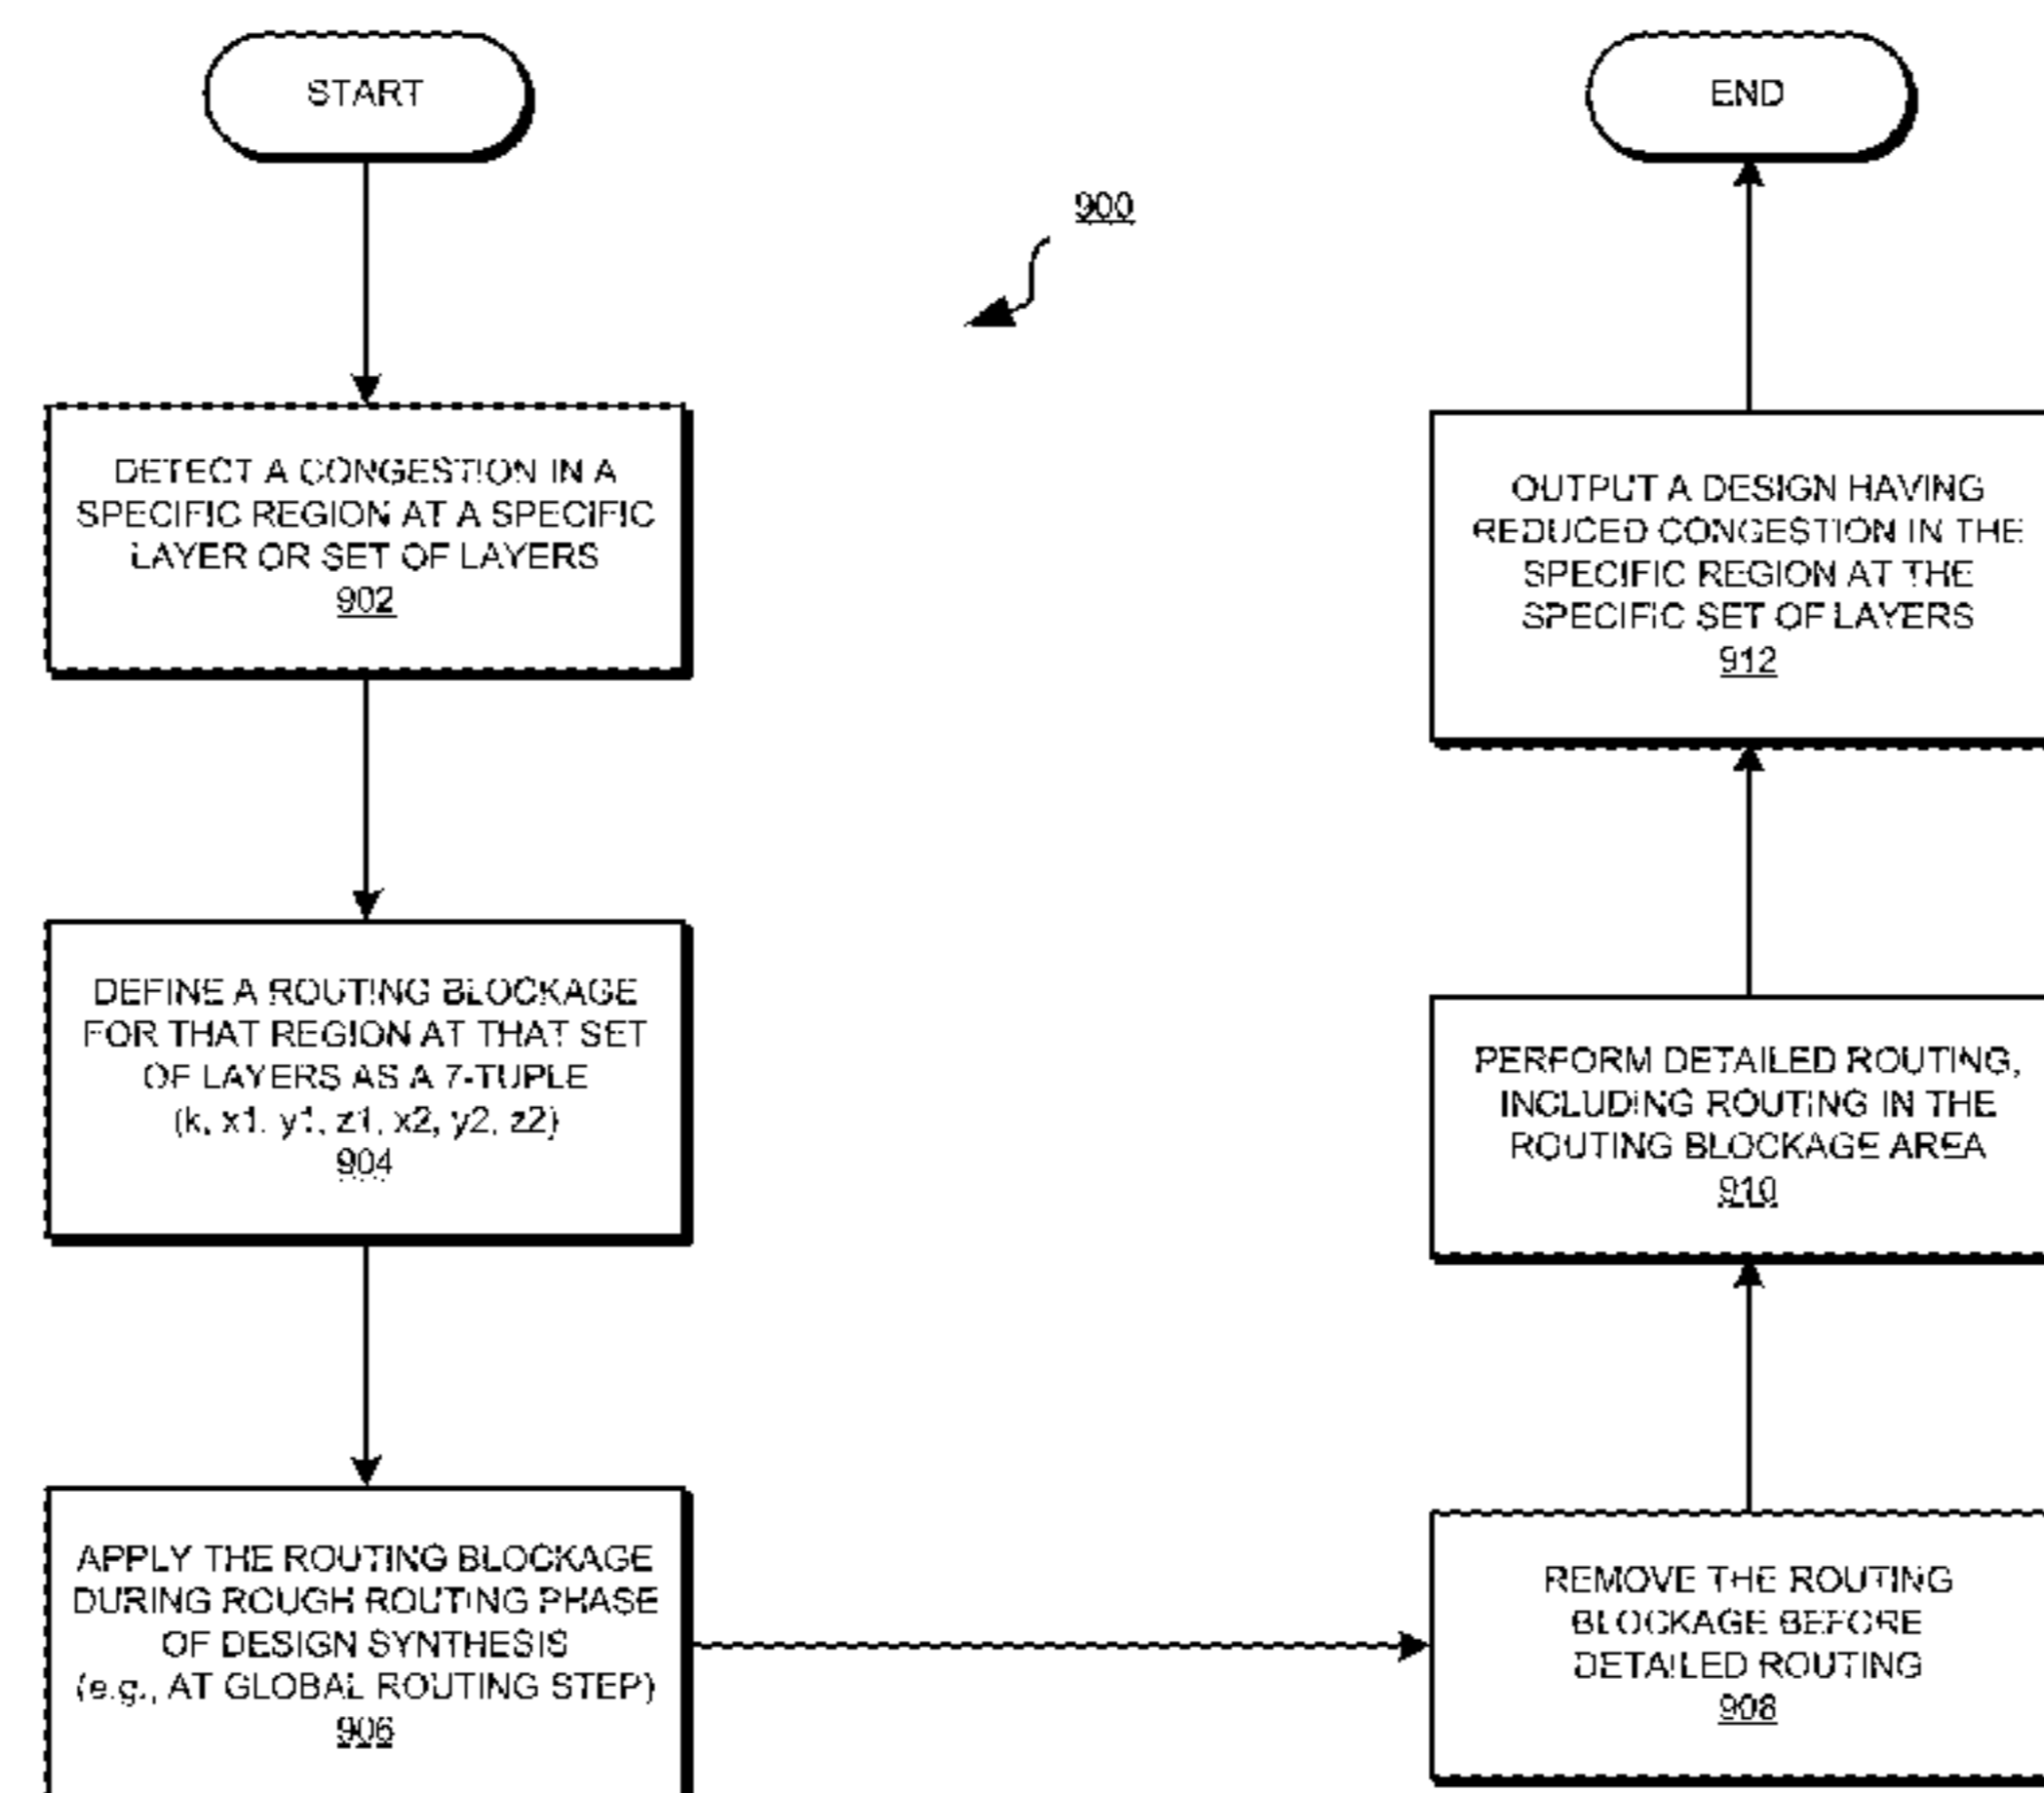 START
DETECT A CONGESTION IN A
SPECIFIC REGION AT A SPECIFIC
LAYER OR SET OF LAYERS
902
DEFINE A ROUTING BLOCKAGE
FOR THAT REGION AT THAT SET
OF LAYERS AS A 7-TUPLE
(k, x1, y1, z1, x2, y2, z2)
904
APPLY THE ROUTING BLOCKAGE
DURING ROUGH ROUTING PHASE
OF DESIGN SYNTHESIS
(e.g., AT GLOBAL ROUTING STEP)
906
900
END
OUTPUT A DESIGN HAVING
REDUCED CONGESTION IN THE
SPECIFIC REGION AT THE
SPECIFIC SET OF LAYERS
912
PERFORM DETAILED ROUTING,
INCLUDING ROUTING IN THE
ROUTING BLOCKAGE AREA
910
REMOVE THE ROUTING
BLOCKAGE BEFORE
DETAILED ROUTING
908